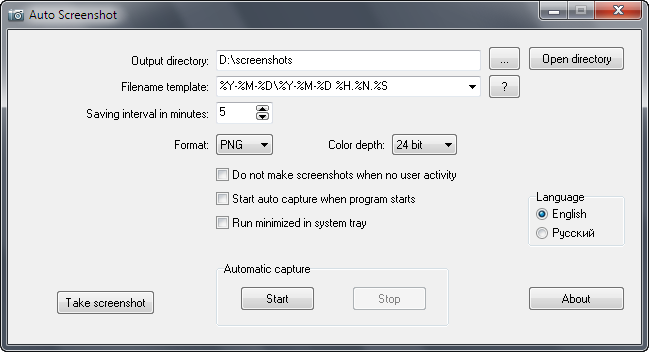 Auto Screenshot
Output directory: D:\screenshots ... Open directory
Filename template: %Y-%M-%D\%Y-%M-%D %H.%N.%S ?
Saving interval in minutes: 5
Format: PNG Color depth: 24 bit
Do not make screenshots when no user activity
Start auto capture when program starts
Run minimized in system tray
Language
English
Русский
Automatic capture
Take screenshot Start Stop About